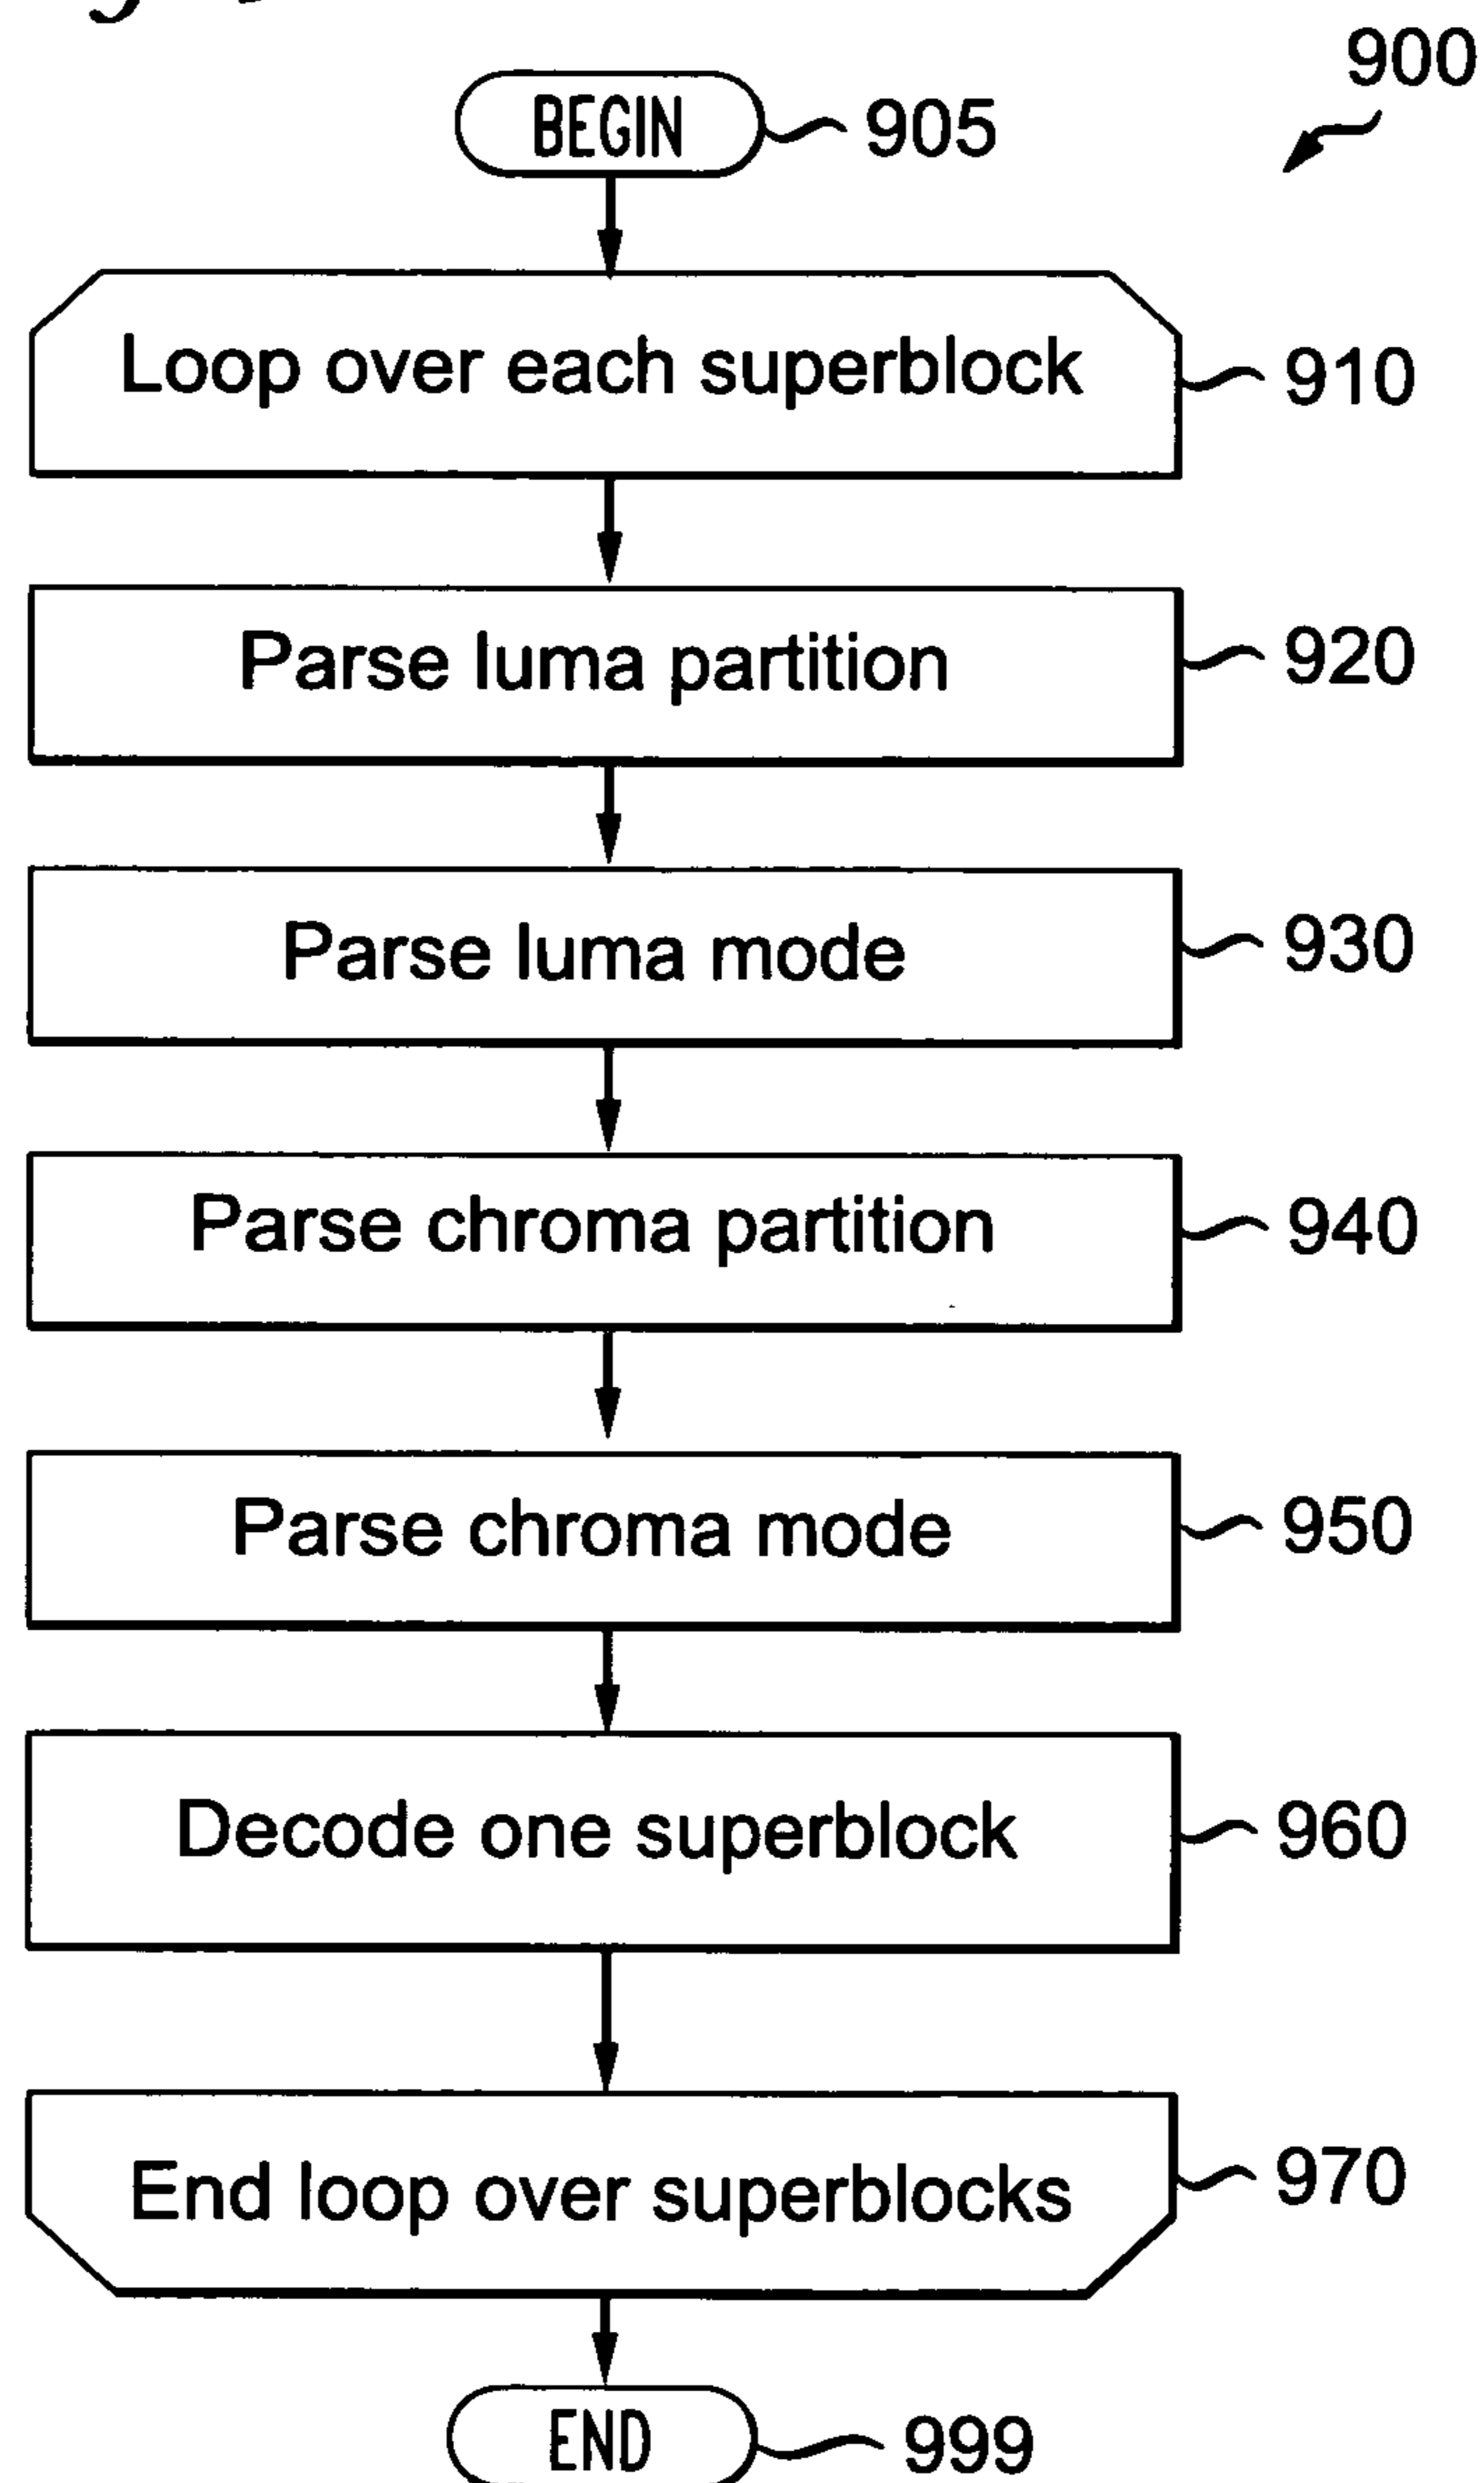 900
BEGIN 905
Loop over each superblock 910
Parse luma partition 920
Parse luma mode 930
Parse chroma partition 940
Parse chroma mode 950
Decode one superblock 960
End loop over superblocks 970
END 999